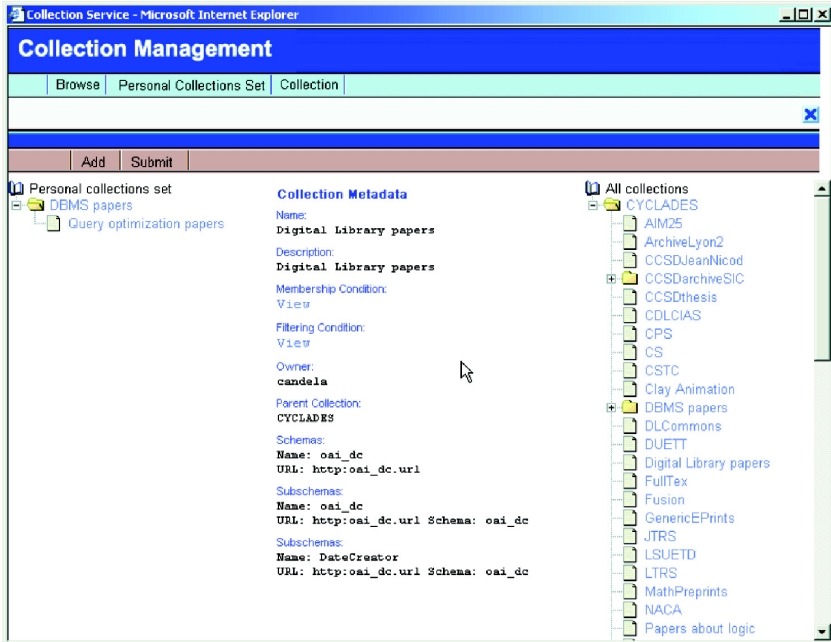 Collection Service - Microsoft Internet Explorer
Collection Management
Browse Personal Collections Set Collection
Add Submit
Personal collections set
DBMS papers
Query optimization papers
Collection Metadata
Name:
Digital Library papers
Description:
Digital Library papers
Membership Condition:
View
Filtering Condition:
View
Owner:
candela
Parent Collection:
CYCLADES
Schemas:
Name: oai_dc
URL: http:oai_dc.url
Subschemas:
Name: oai_dc
URL: http:oai_dc.url Schema: oai_dc
Subschemas:
Name: DateCreator
URL: http:oai_dc.url Schema: oai_dc
All collections
CYCLADES
AIM25
ArchiveLyon2
CCSDJeanNicod
CCSDarchiveSIC
CCSDthesis
CDLCIAS
CPS
CS
CSTC
Clay Animation
DBMS papers
DLCommons
DUETT
Digital Library papers
FullTex
Fusion
GenericEPrints
JTRS
LSUETD
LTRS
MathPreprints
NACA
Papers about logic